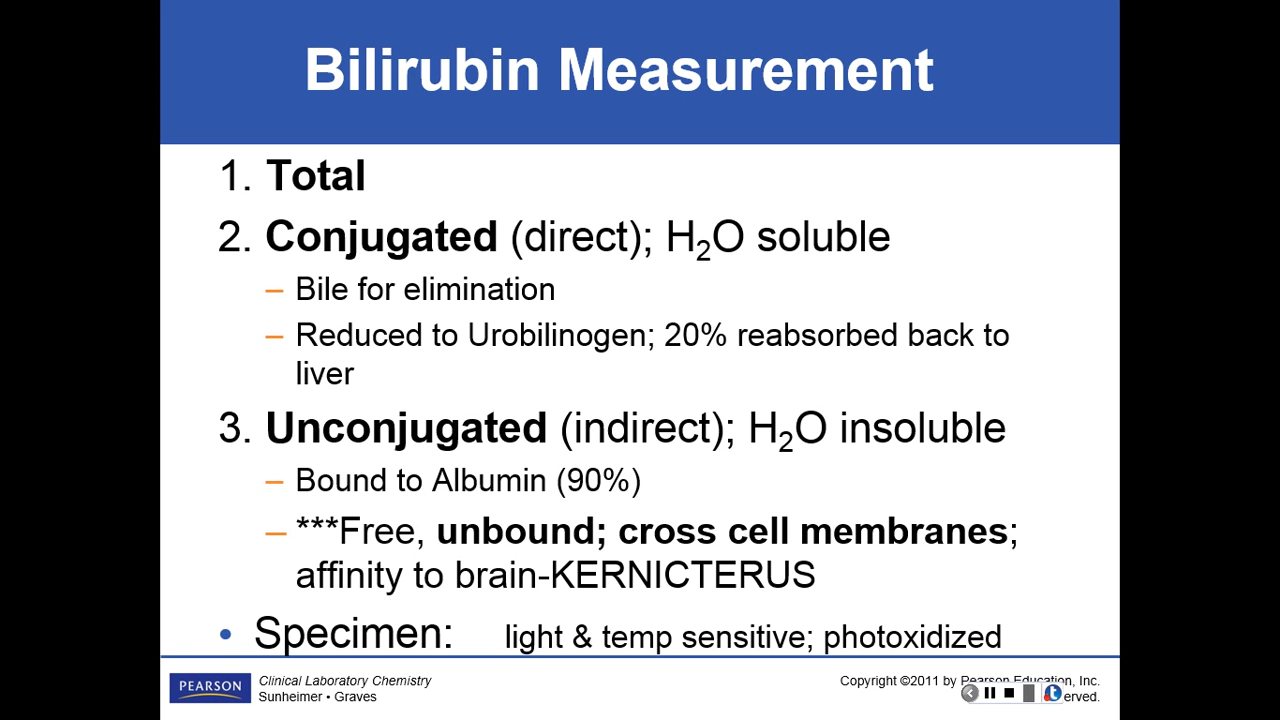 Bilirubin Measurement
1. Total
2. Conjugated (direct); H₂O soluble
– Bile for elimination
– Reduced to Urobilinogen; 20% reabsorbed back to
liver
3. Unconjugated (indirect); H₂O insoluble
– Bound to Albumin (90%)
– ***Free, unbound; cross cell membranes;
affinity to brain-KERNICTERUS
• Specimen: light & temp sensitive; photoxidized
PEARSON
Clinical Laboratory Chemistry
Sunheimer • Graves
Copyright ©2011 by Pearson Education, Inc.
erved.